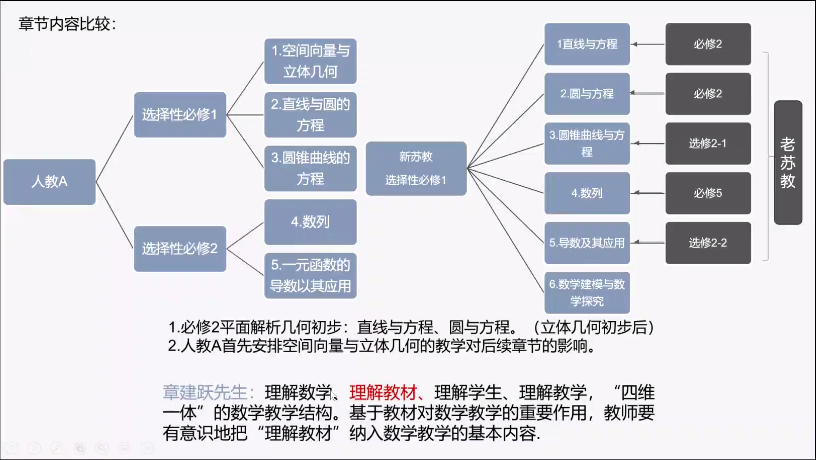 章节内容比较：
人教A
选择性必修1
选择性必修2
1.空间向量与
立体几何
2.直线与圆的
方程
3.圆锥曲线的
方程
4.数列
5.一元函数的
导数以其应用
新苏教
选择性必修1
1直线与方程
2.圆与方程
3.圆锥曲线与方
程
4.数列
5.导数及其应用
6.数学建模与数
学探究
必修2
必修2
选修2-1
必修5
选修2-2
老
苏
教
1.必修2平面解析几何初步：直线与方程、圆与方程。（立体几何初步后）
2.人教A首先安排空间向量与立体几何的教学对后续章节的影响。
章建跃先生：理解数学、理解教材、理解学生、理解教学，“四维
一体”的数学教学结构。基于教材对数学教学的重要作用，教师要
有意识地把“理解教材”纳入数学教学的基本内容.